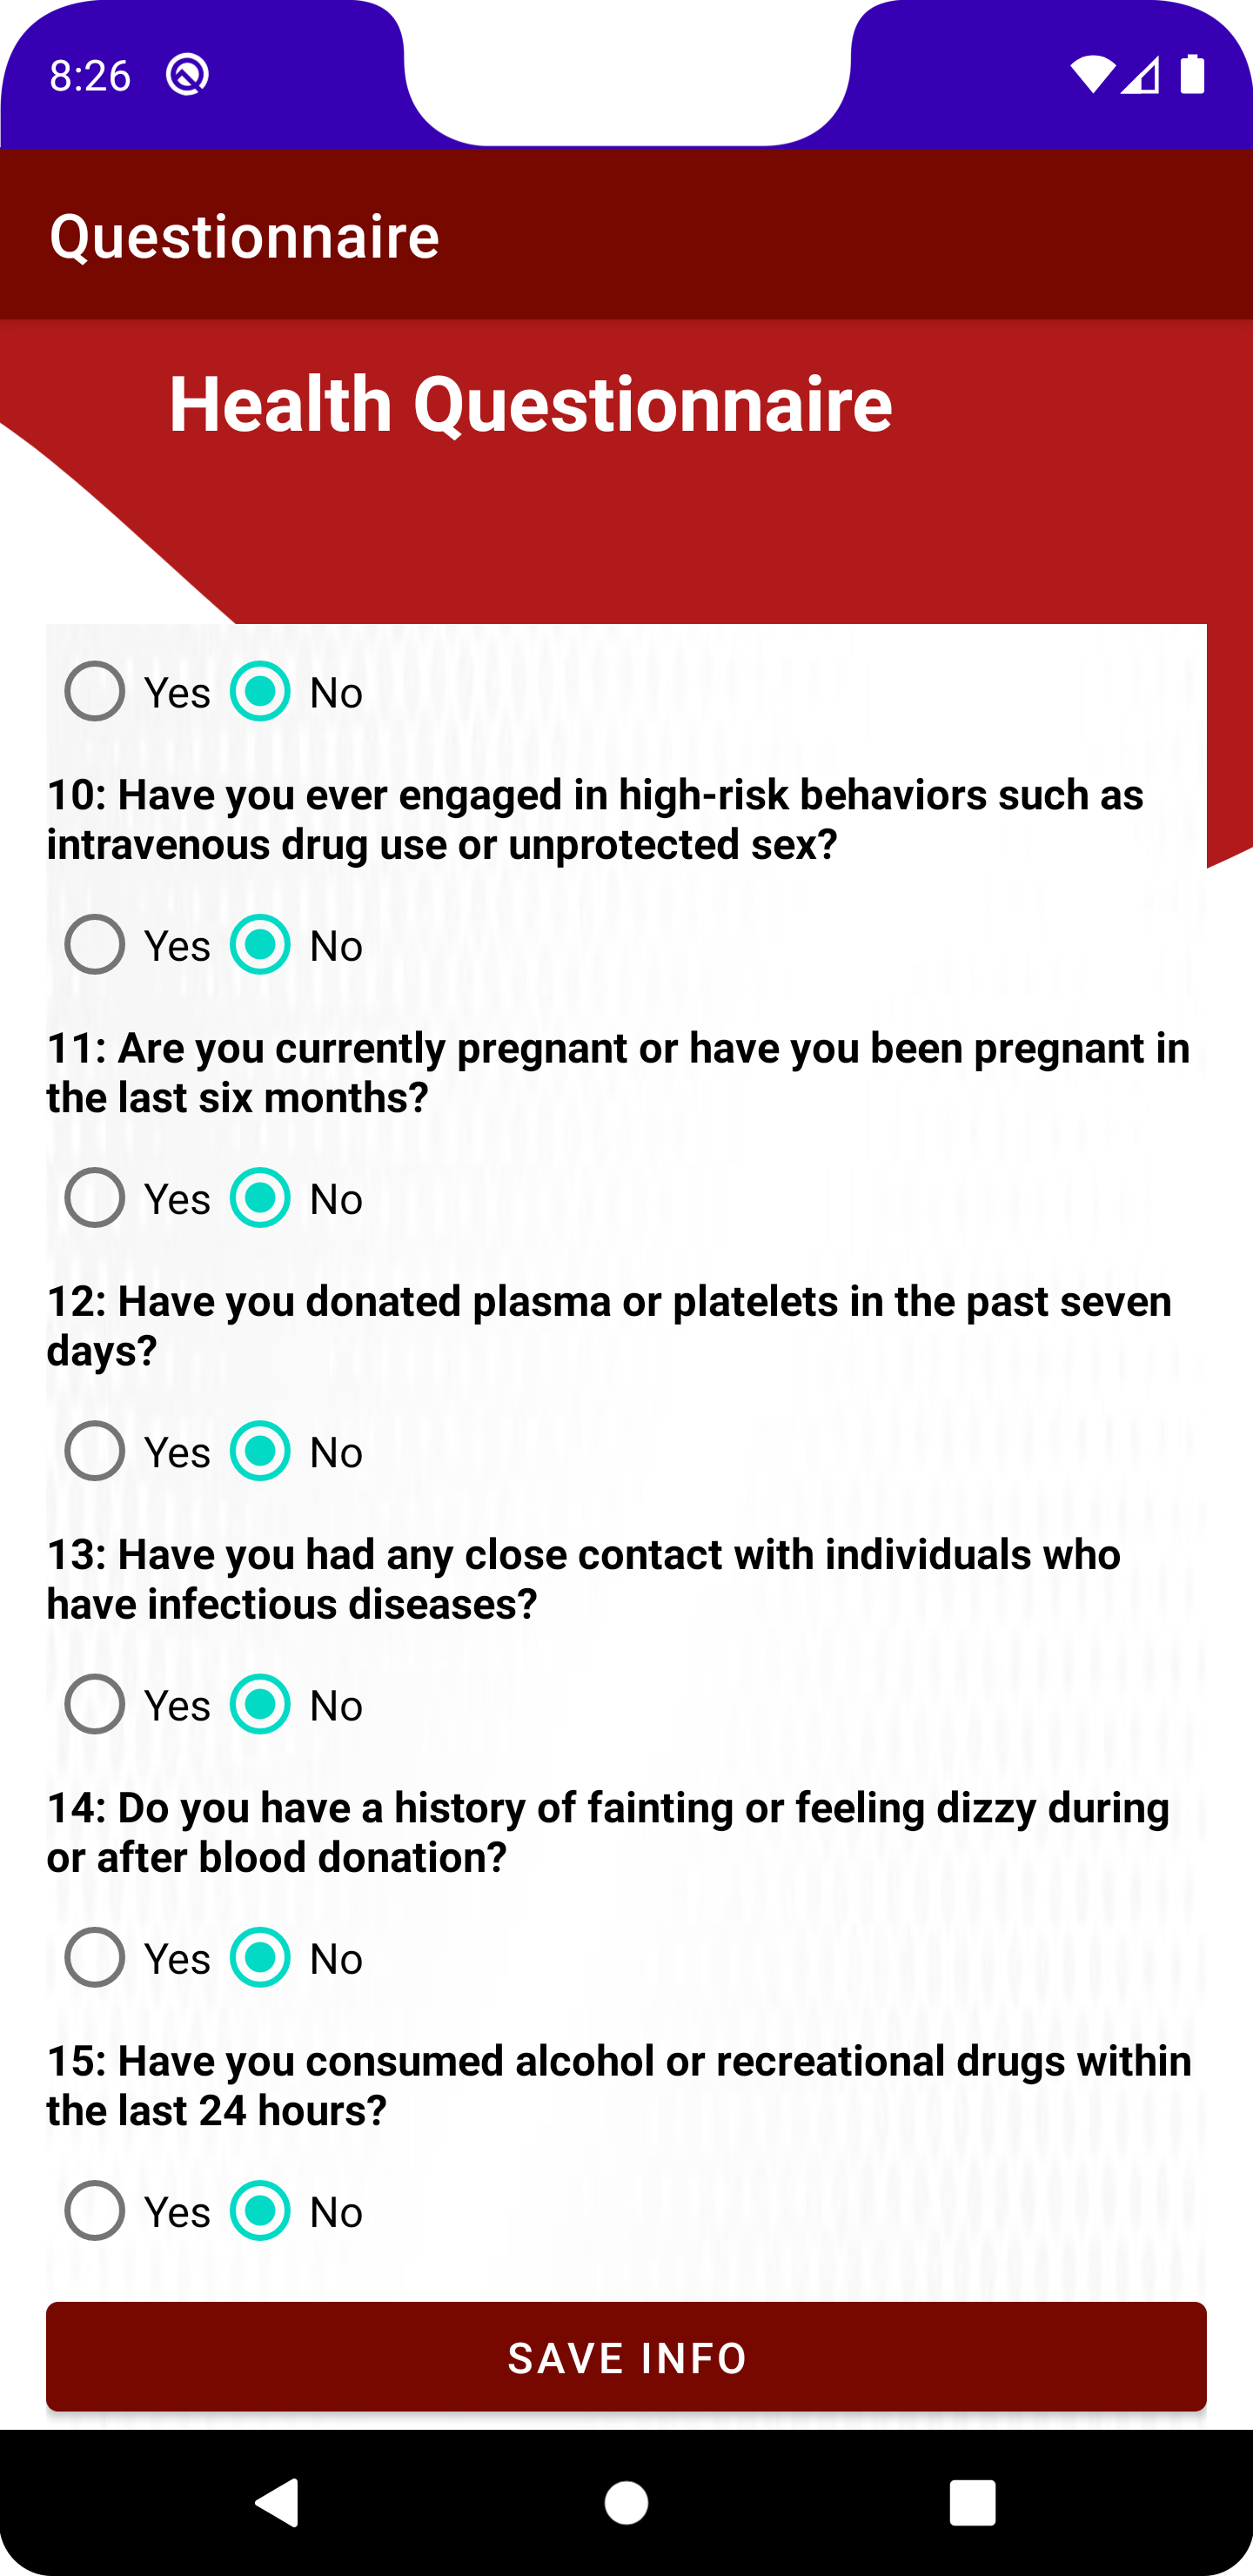 8:26
Questionnaire
Health Questionnaire
Yes No
10: Have you ever engaged in high-risk behaviors such as
intravenous drug use or unprotected sex?
Yes No
11: Are you currently pregnant or have you been pregnant in
the last six months?
Yes No
12: Have you donated plasma or platelets in the past seven
days?
Yes No
13: Have you had any close contact with individuals who
have infectious diseases?
Yes No
14: Do you have a history of fainting or feeling dizzy during
or after blood donation?
Yes No
15: Have you consumed alcohol or recreational drugs within
the last 24 hours?
Yes No
SAVE INFO